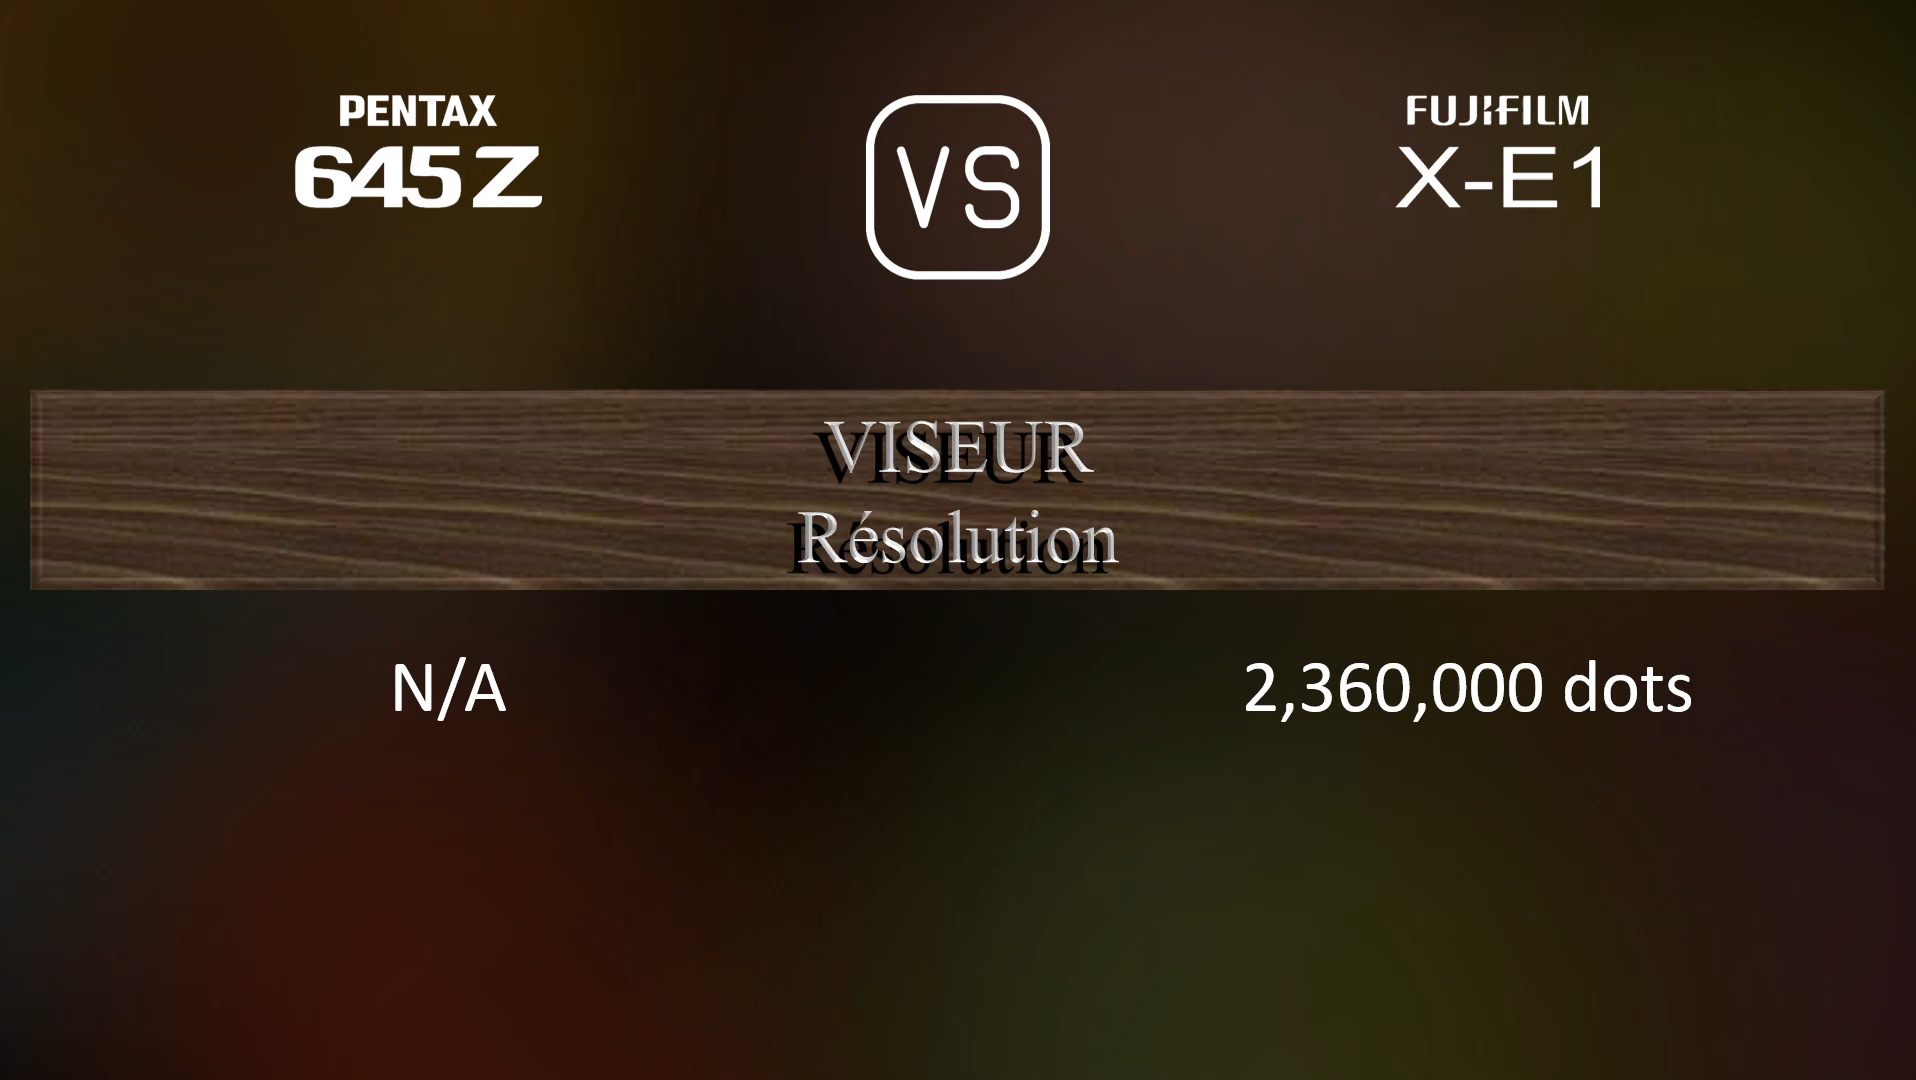 PENTAX
645Z
VS
FUJIFILM
X-E1
VISEUR
Résolution
N/A
2,360,000 dots